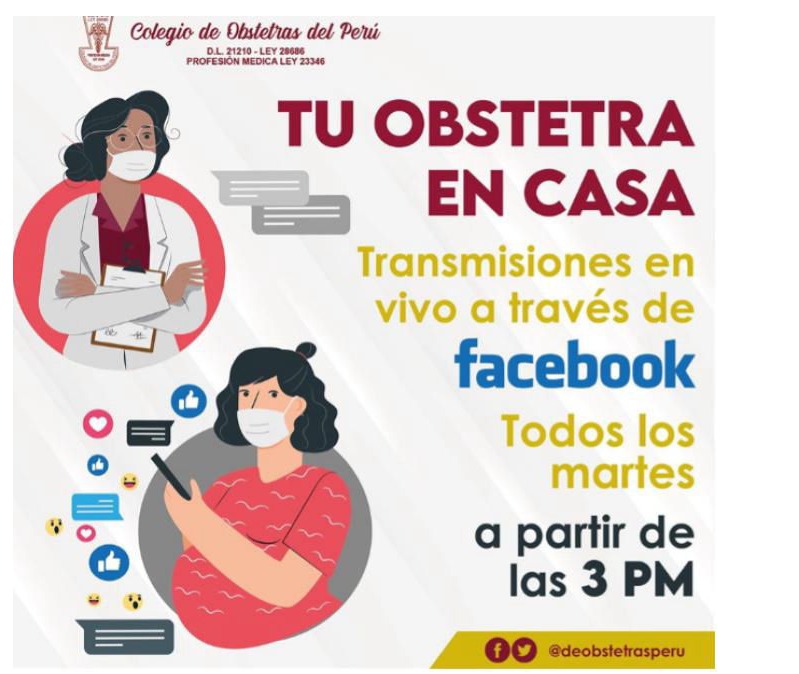 Colegio de Obstetras del Perú
D.L. 21210 - LEY 28686
PROFESIÓN MEDICA LEY 23346
TU OBSTETRA
EN CASA
Transmisiones en
vivo a través de
facebook
Todos los
martes
a partir de
las 3 PM
@deobstetrasperu